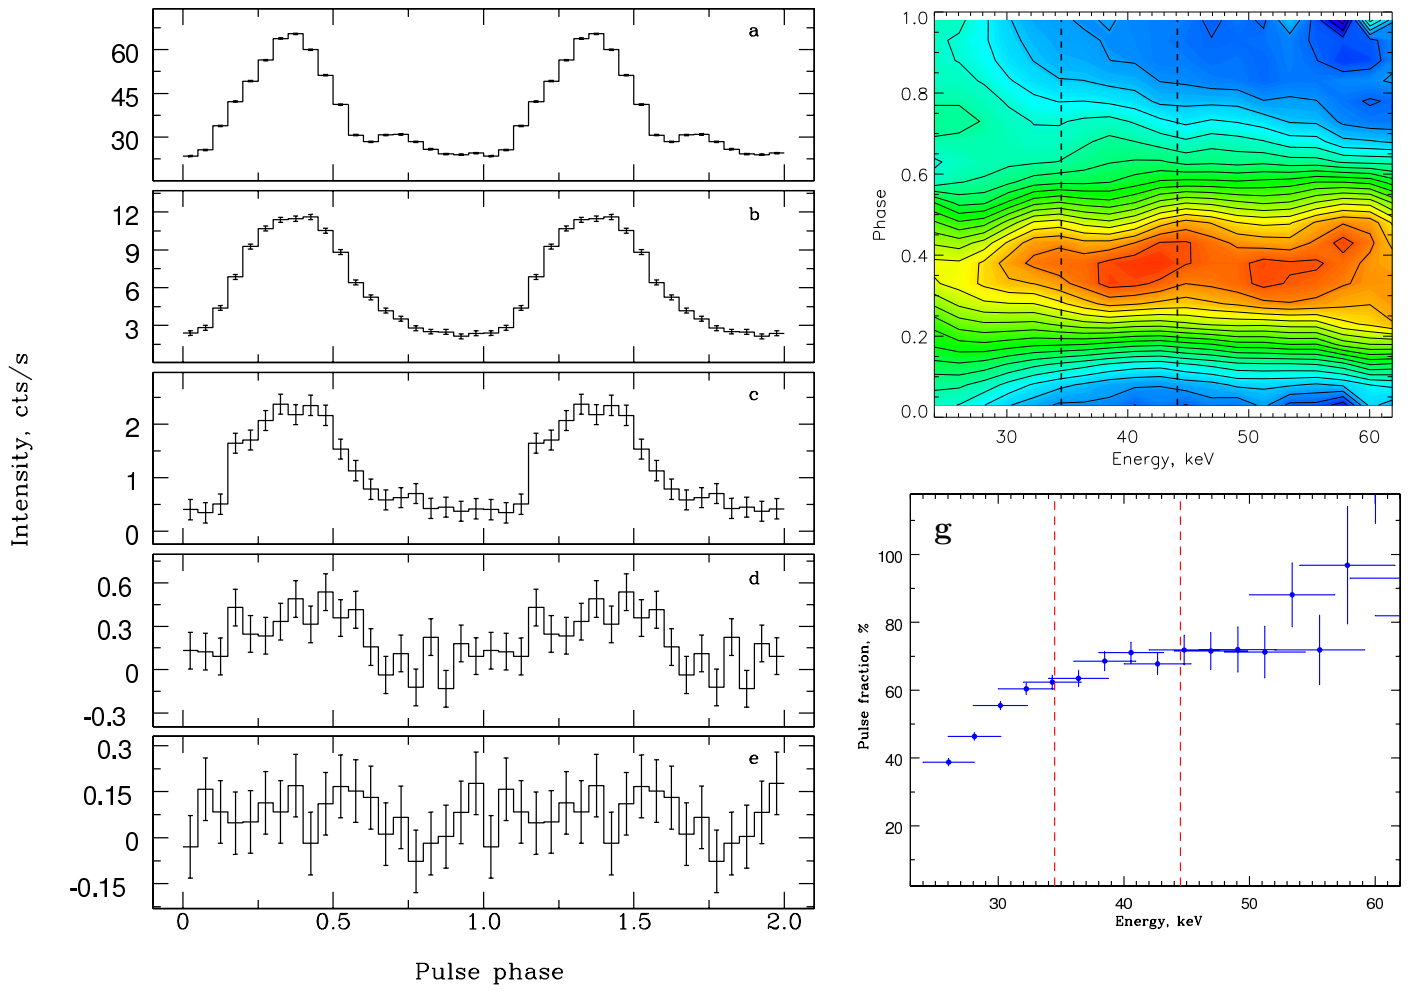 Intensity, cts/s
60
45
30
a
12
9
6
3
b
2
1
0
c
0.6
0.3
0
-0.3
d
0.3
0.15
0
-0.15
e
0 0.5 1.0 1.5 2.0
Pulse phase
1.0
0.8
0.6
0.4
0.2
0.0
Phase
30 40 50 60
Energy, keV
g
100
80
60
40
20
Pulse fraction, %
30 40 50 60
Energy, keV